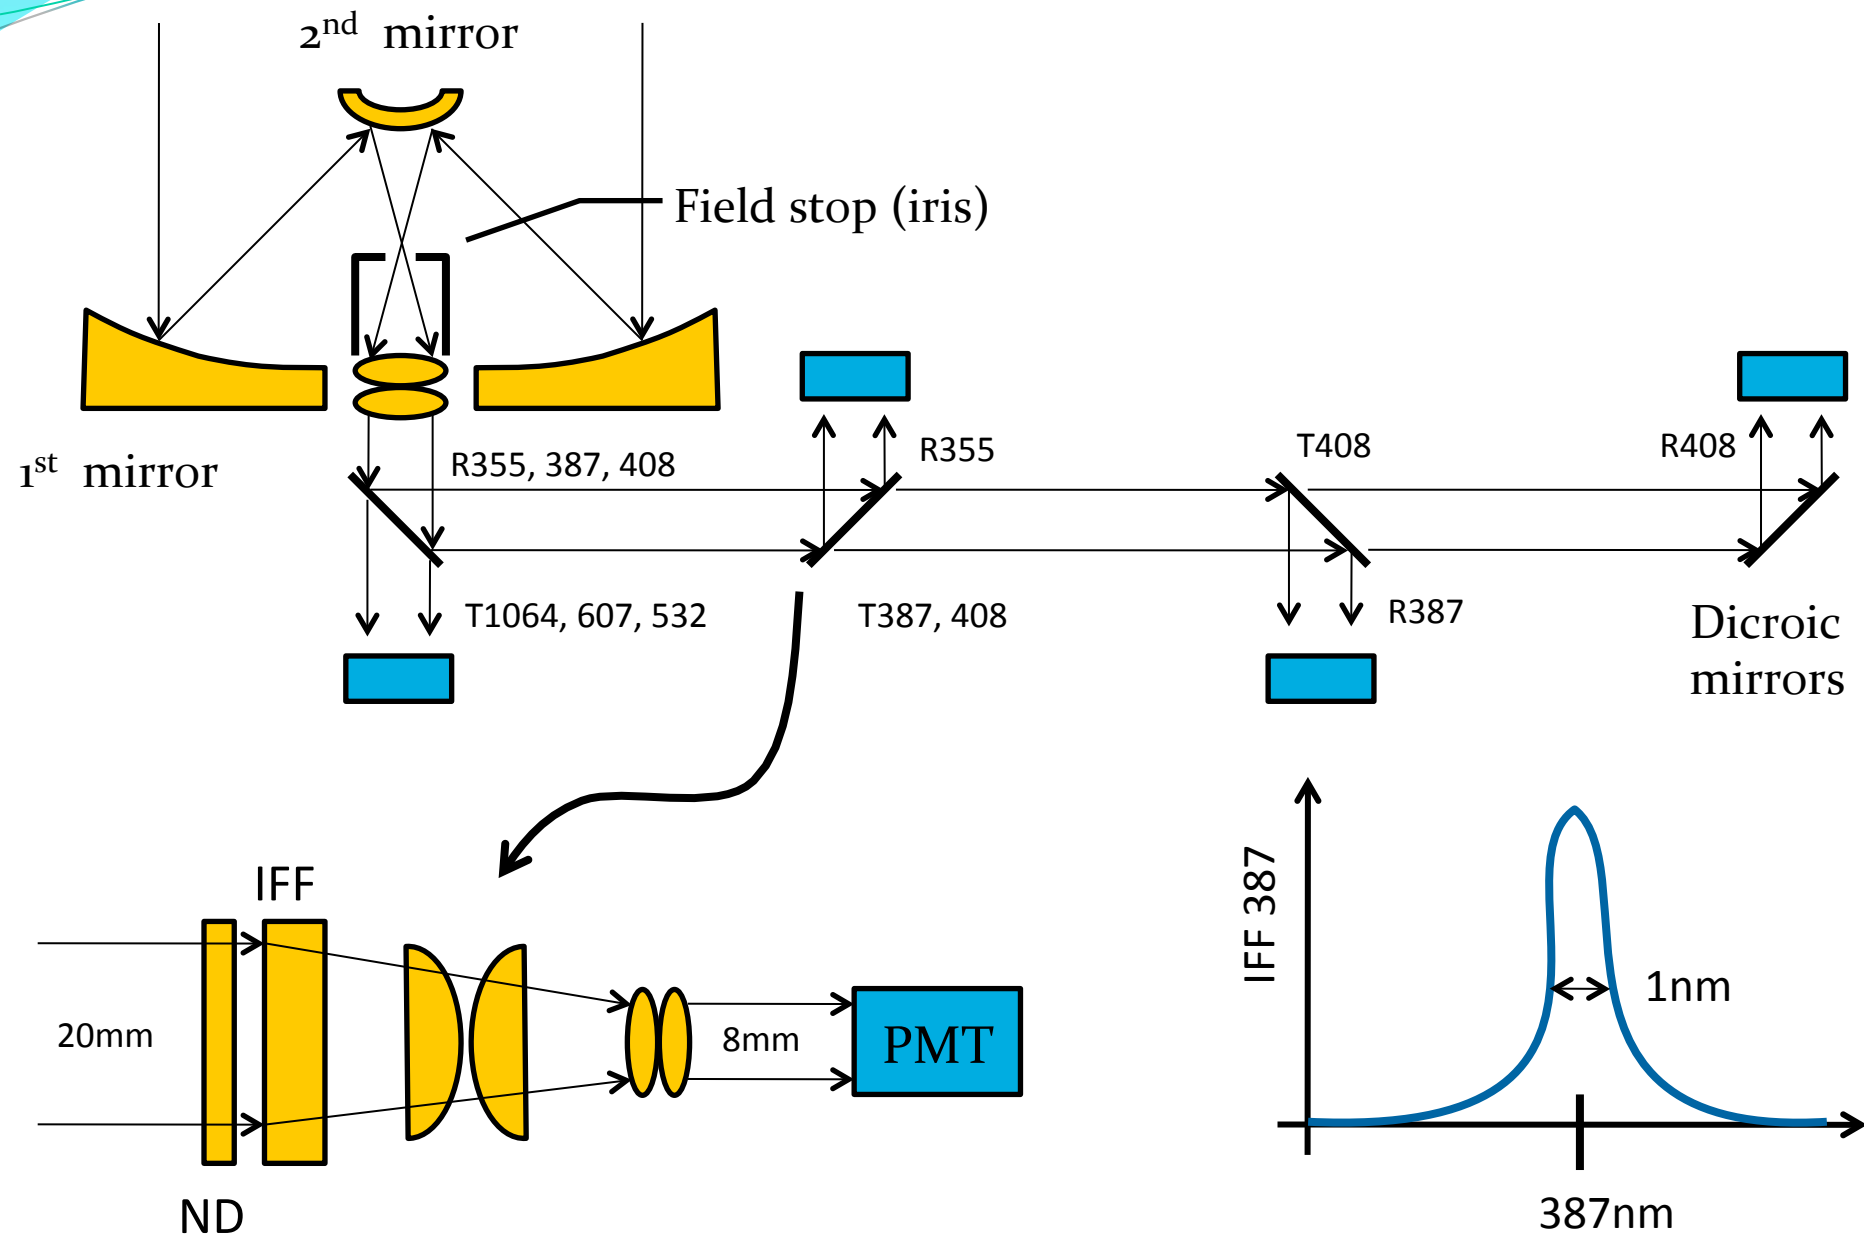 2nd mirror
Field stop (iris)
1st mirror
R355, 387, 408
R355
T408
R408
T1064, 607, 532
T387, 408
R387
Dicroic
mirrors
IFF
20mm
8mm
PMT
ND
IFF 387
1nm
387nm